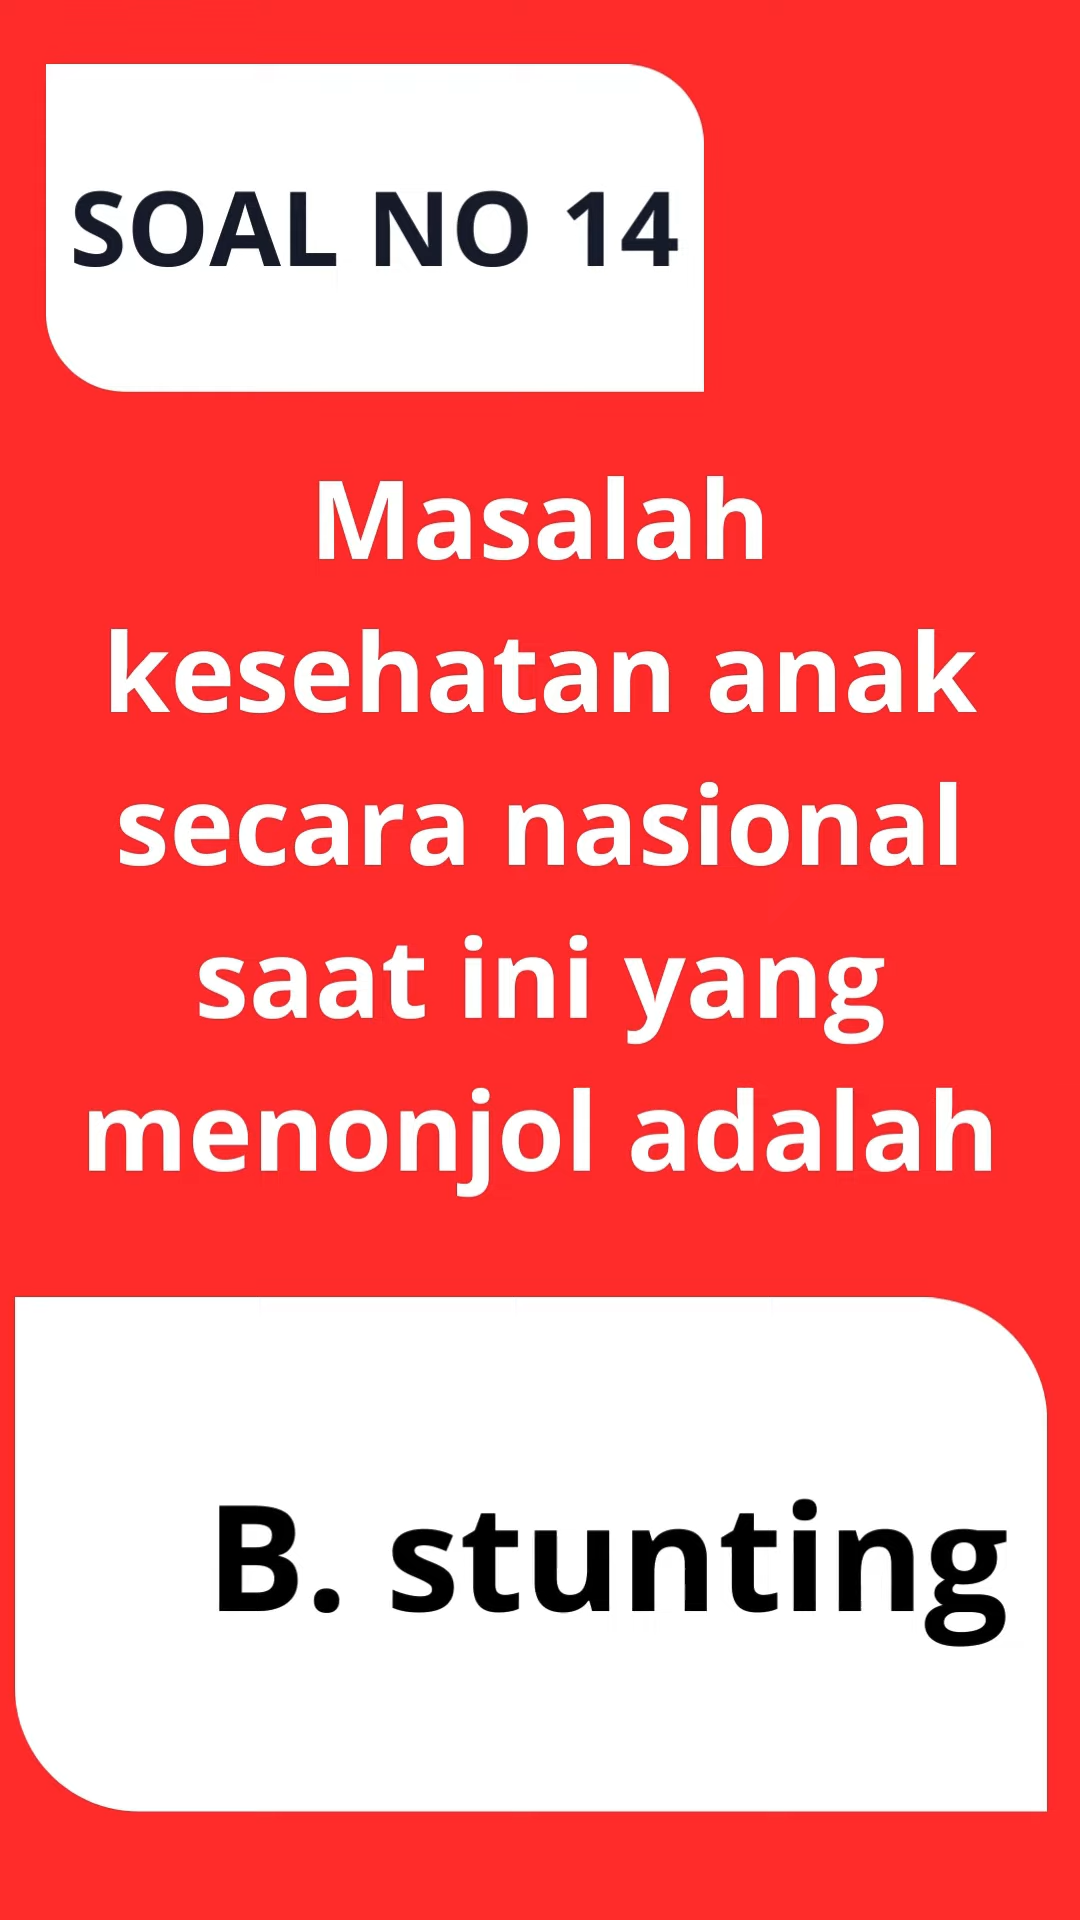 SOAL NO 14
Masalah
kesehatan anak
secara nasional
saat ini yang
menonjol adalah
B. stunting